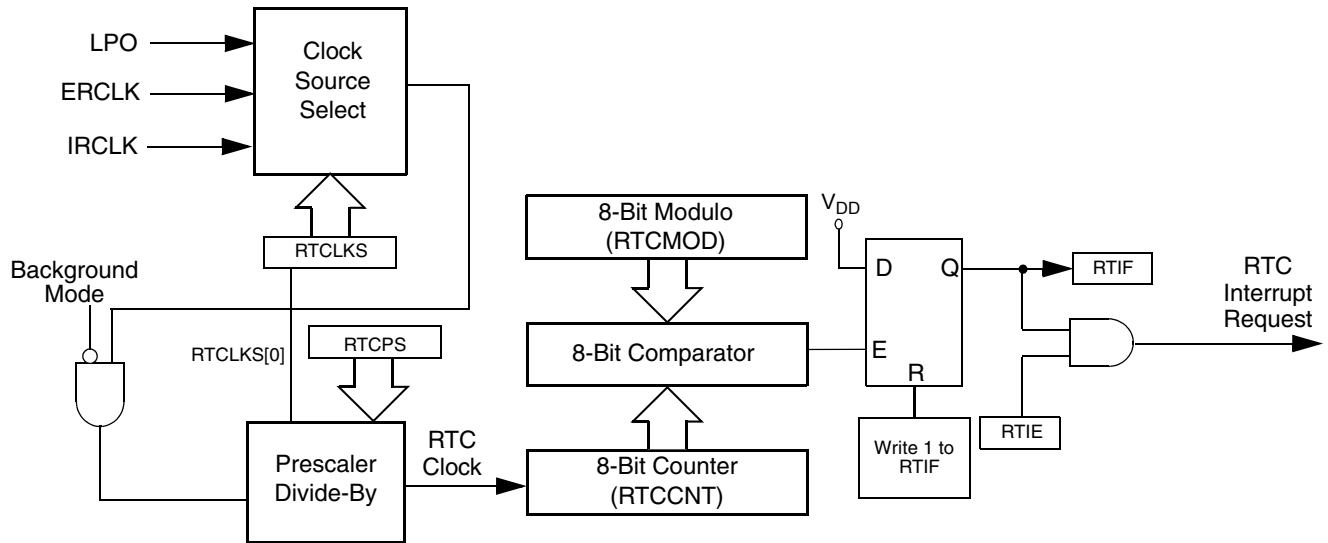 LPO
ERCLK
IRCLK
Clock
Source
Select
RTCLKS
Background
Mode
RTCLKS[0]
RTCPS
Prescaler
Divide-By
RTC
Clock
8-Bit Modulo
(RTCMOD)
8-Bit Comparator
8-Bit Counter
(RTCCNT)
VDD
D
Q
E
R
Write 1 to
RTIF
RTIF
RTIE
RTC
Interrupt
Request